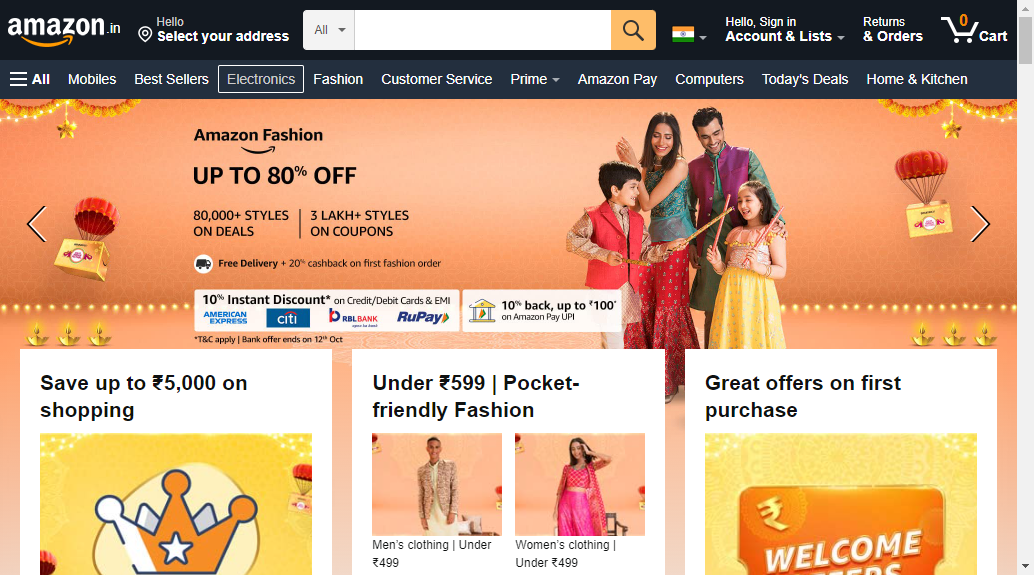 amazon.in
Hello
Select your address
All
Hello, Sign in
Account & Lists
Returns
& Orders
0
Cart
All
Mobiles
Best Sellers
Electronics
Fashion
Customer Service
Prime
Amazon Pay
Computers
Today's Deals
Home & Kitchen
Amazon Fashion
UP TO 80% OFF
80,000+ STYLES
ON DEALS
3 LAKH+ STYLES
ON COUPONS
Free Delivery + 20% cashback on first fashion order
10% Instant Discount* on Credit/Debit Cards & EMI
AMERICAN
EXPRESS
citi
RBLBANK
apno ka bank
RuPay
10% back, up to ₹100*
on Amazon Pay UPI
*T&C apply | Bank offer ends on 12th Oct
Save up to ₹5,000 on
shopping
Under ₹599 | Pocket-
friendly Fashion
Men's clothing | Under
₹499
Women's clothing |
Under ₹499
Great offers on first
purchase
₹
WELCOME